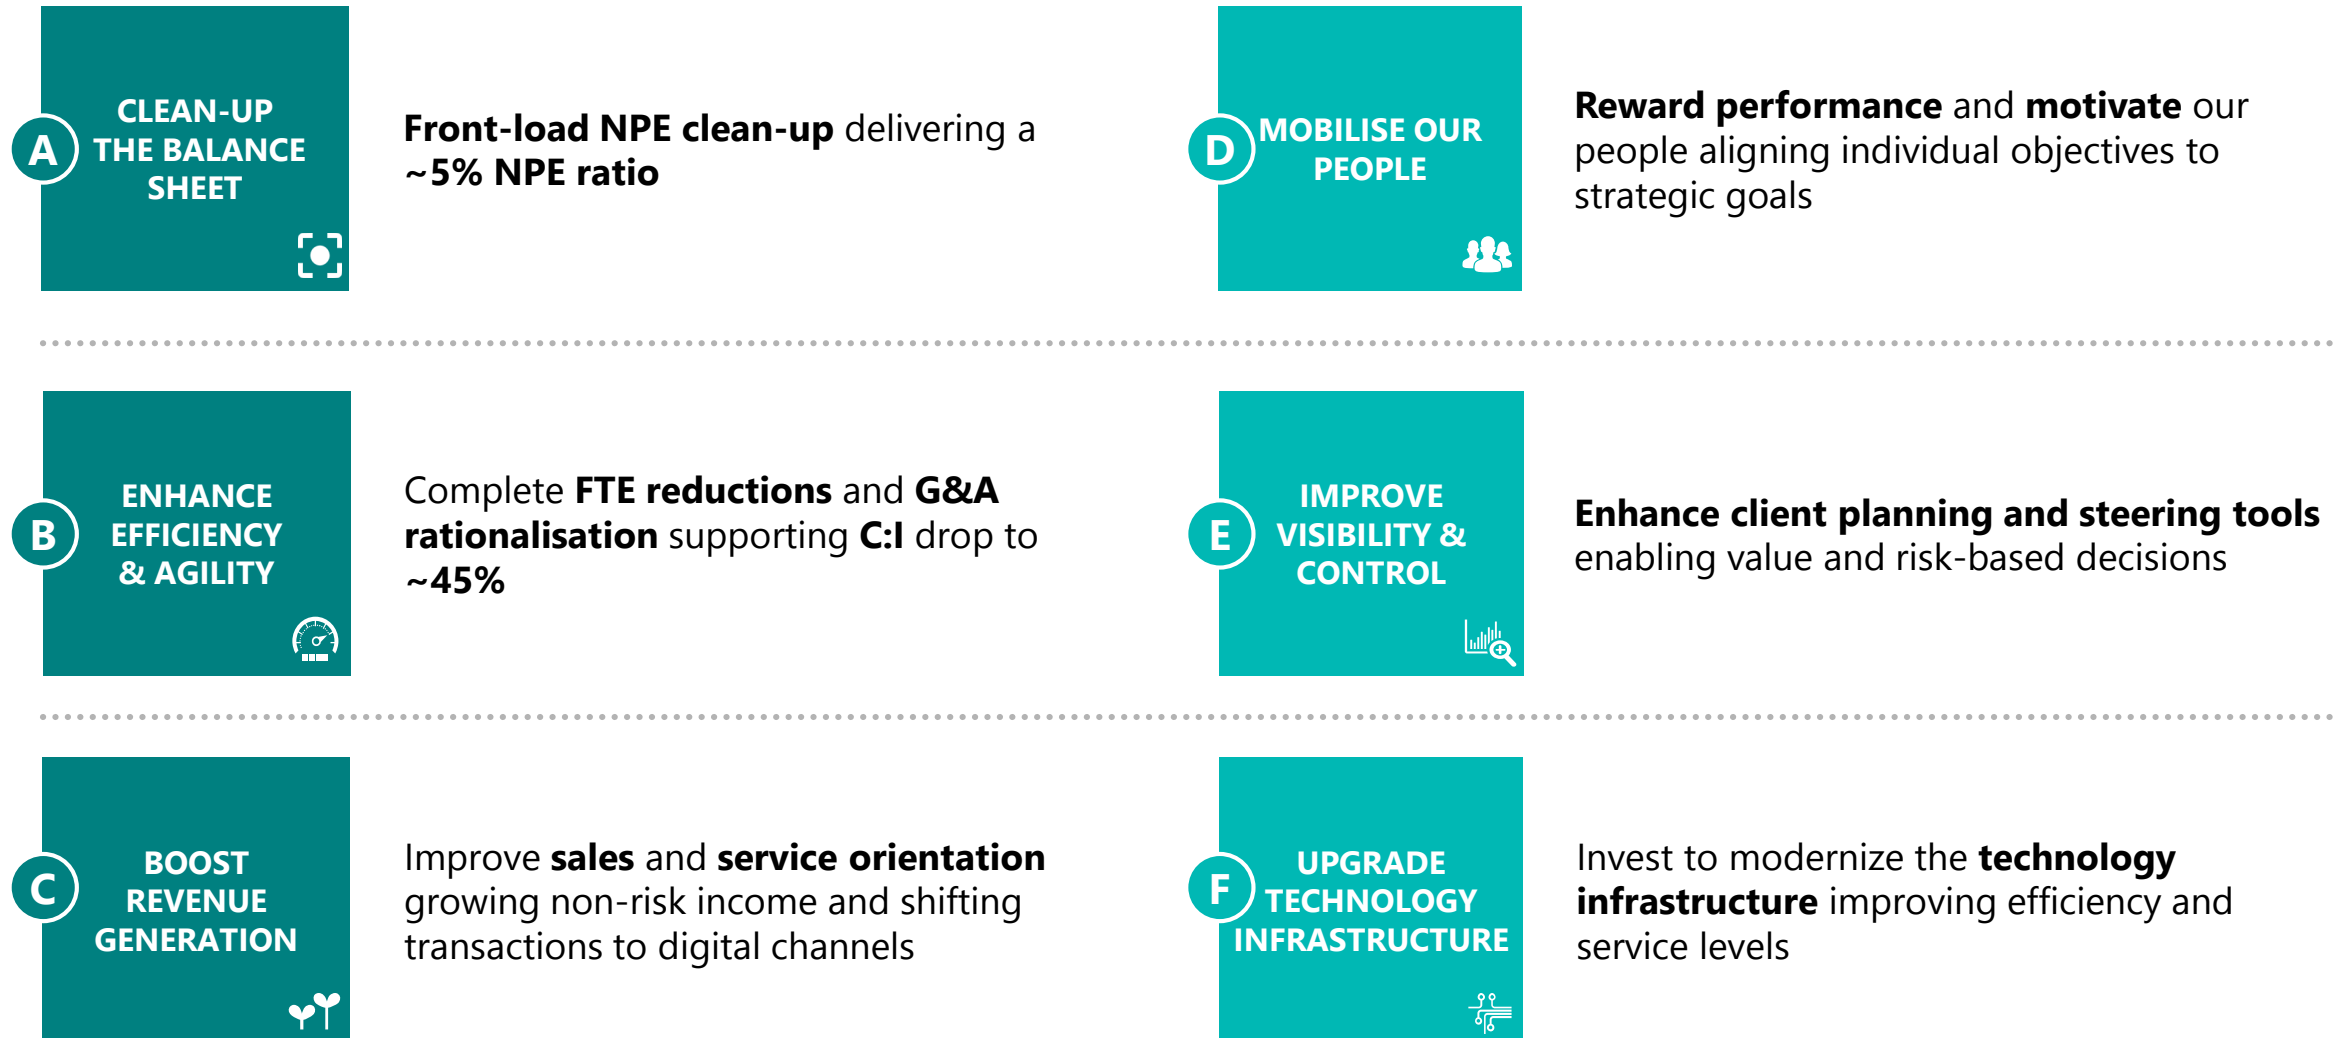 A
CLEAN-UP
THE BALANCE
SHEET
Front-load NPE clean-up delivering a
~5% NPE ratio
B
ENHANCE
EFFICIENCY
& AGILITY
Complete FTE reductions and G&A
rationalisation supporting C:I drop to
~45%
C
BOOST
REVENUE
GENERATION
Improve sales and service orientation
growing non-risk income and shifting
transactions to digital channels
D
MOBILISE OUR
PEOPLE
Reward performance and motivate our
people aligning individual objectives to
strategic goals
E
IMPROVE
VISIBILITY &
CONTROL
Enhance client planning and steering tools
enabling value and risk-based decisions
F
UPGRADE
TECHNOLOGY
INFRASTRUCTURE
Invest to modernize the technology
infrastructure improving efficiency and
service levels